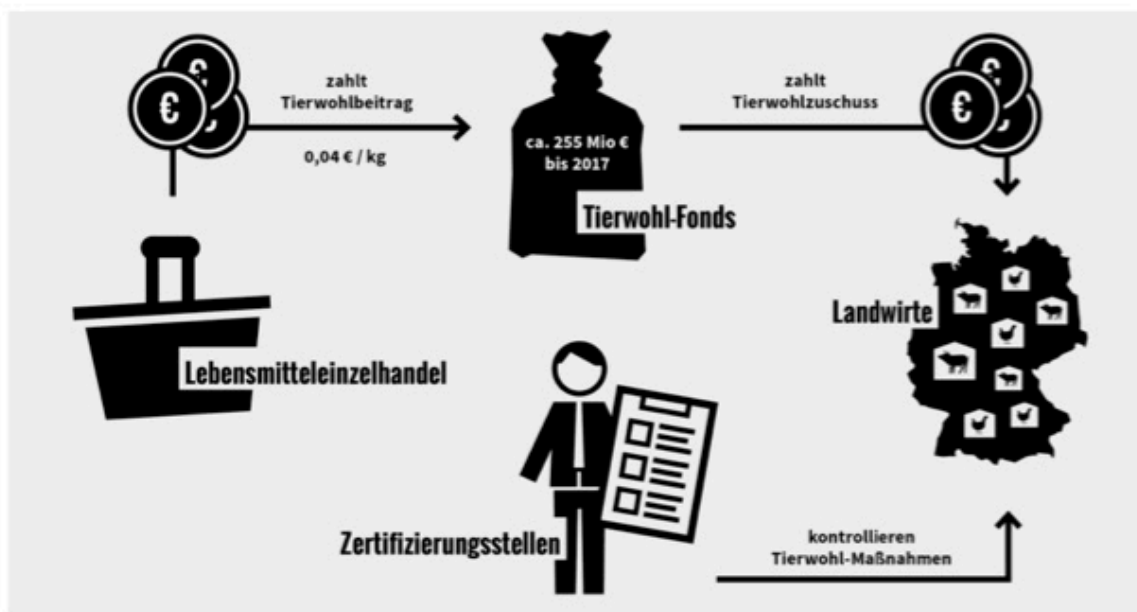 zahlt
Tierwohlbeitrag
0,04 € / kg
ca. 255 Mio €
bis 2017
Tierwohl-Fonds
zahlt
Tierwohlzuschuss
€
€
€
€
Lebensmitteleinzelhandel
Landwirte
Zertifizierungsstellen
kontrollieren
Tierwohl-Maßnahmen